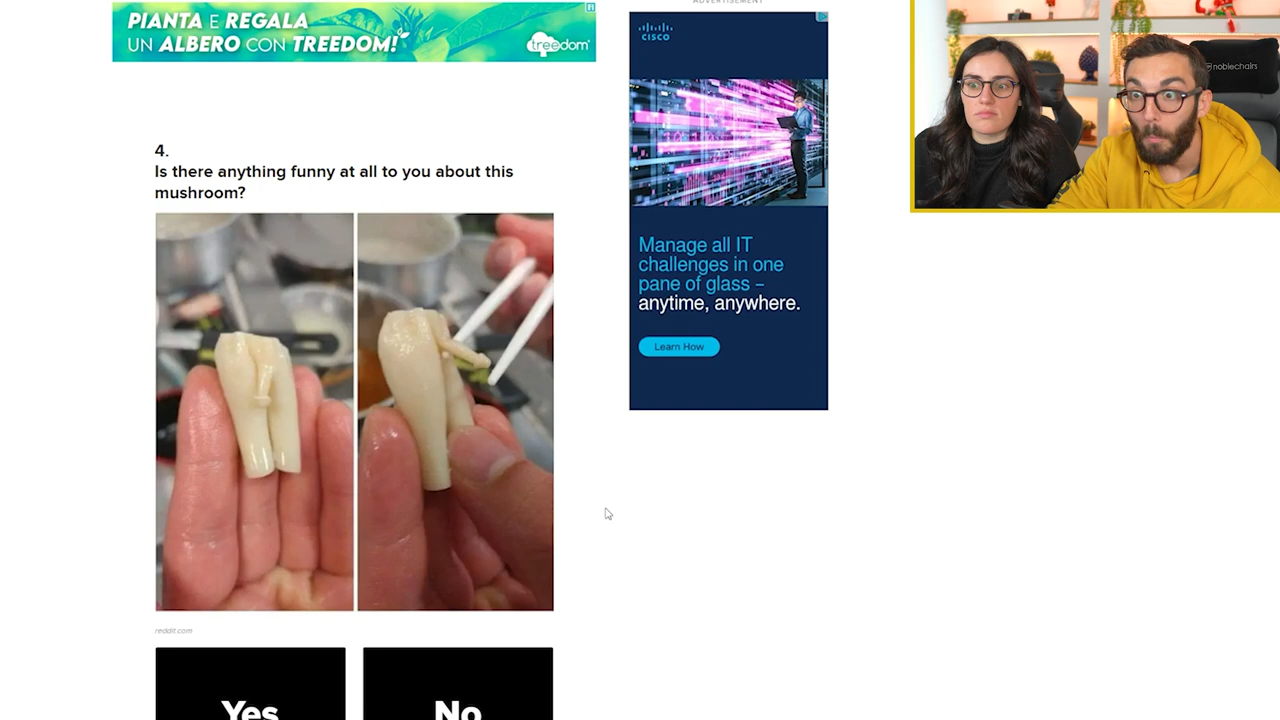 PIANTA E REGALA
UN ALBERO CON TREEDOM!
treedom
ADVERTISEMENT
CISCO
noblechairs
4.
Is there anything funny at all to you about this
mushroom?
Manage all IT
challenges in one
pane of glass –
anytime, anywhere.
Learn How
reddit.com
Yes
No